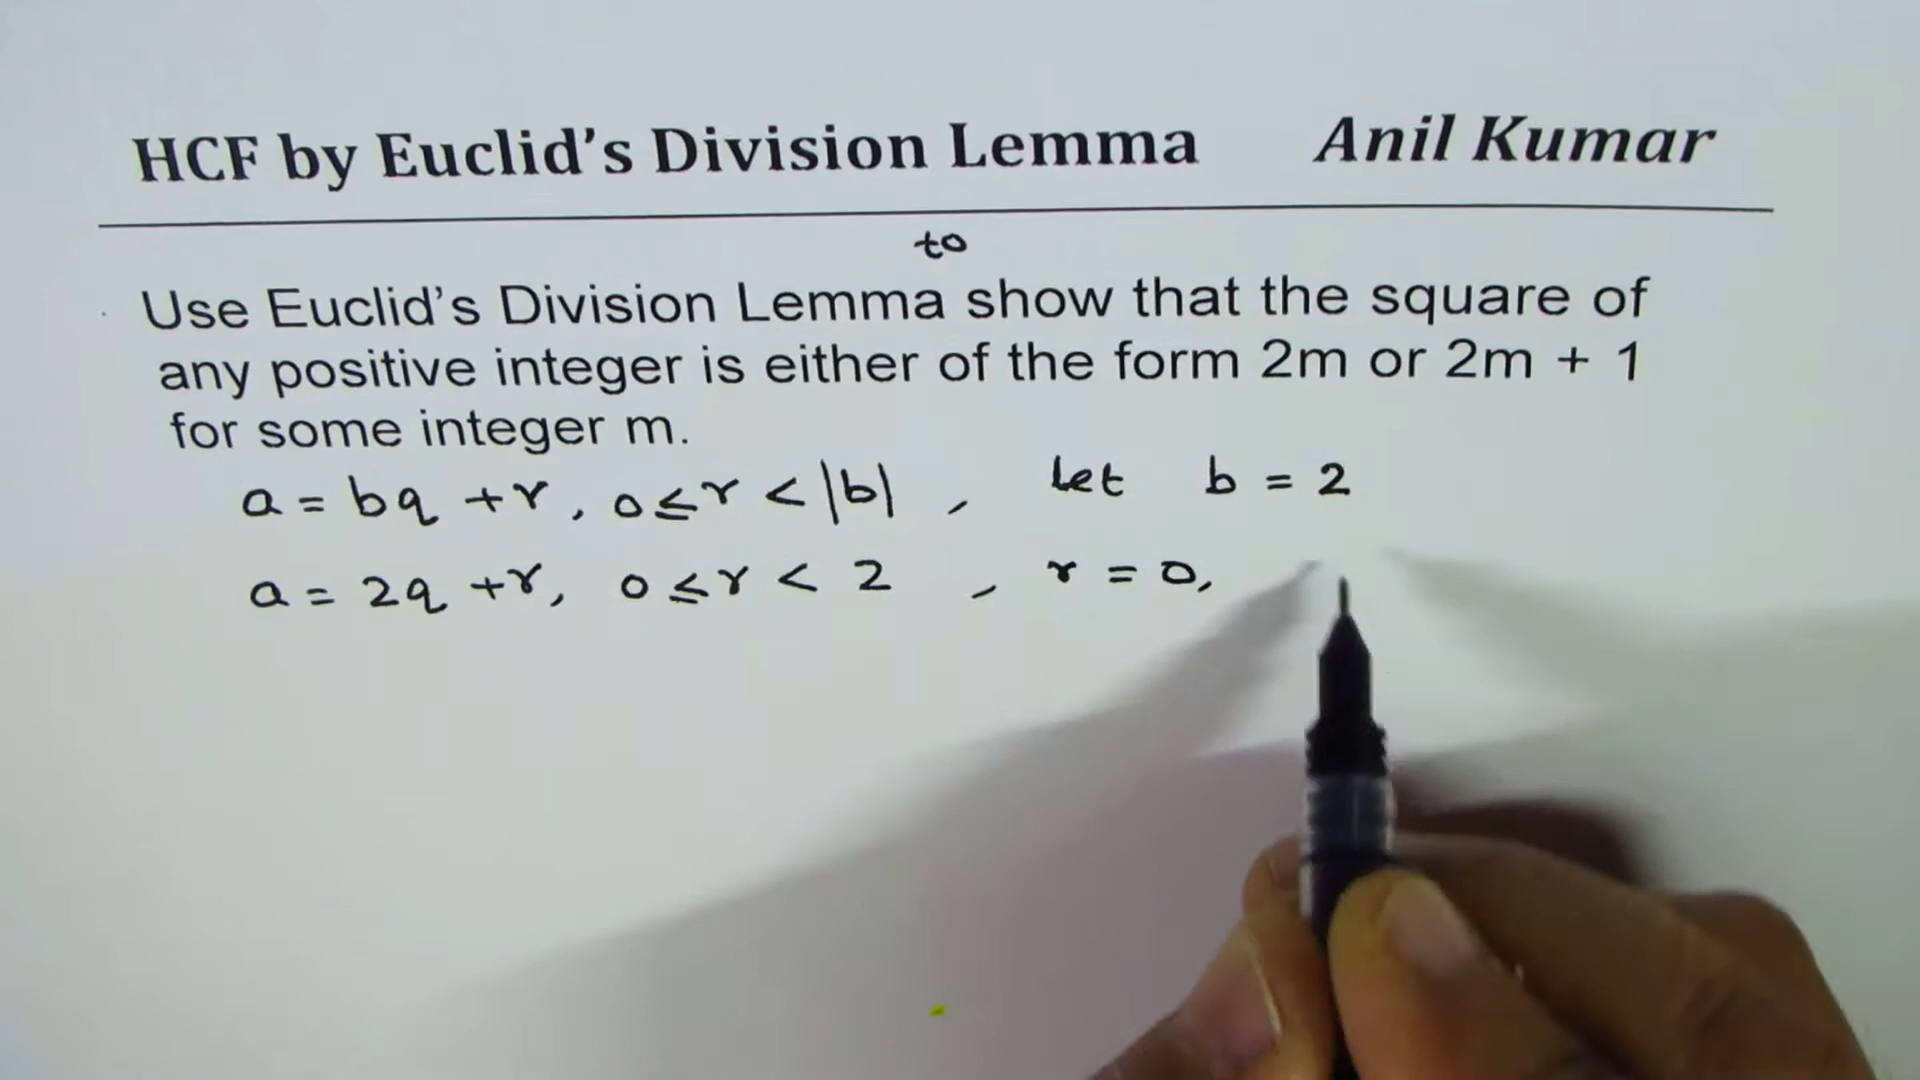 HCF by Euclid's Division Lemma Anil Kumar
to
Use Euclid's Division Lemma show that the square of
any positive integer is either of the form 2m or 2m + 1
for some integer m.
a = bq + r, 0 ≤ r < |b| , Let b = 2
a = 2q + r, 0 ≤ r < 2 , r = 0,